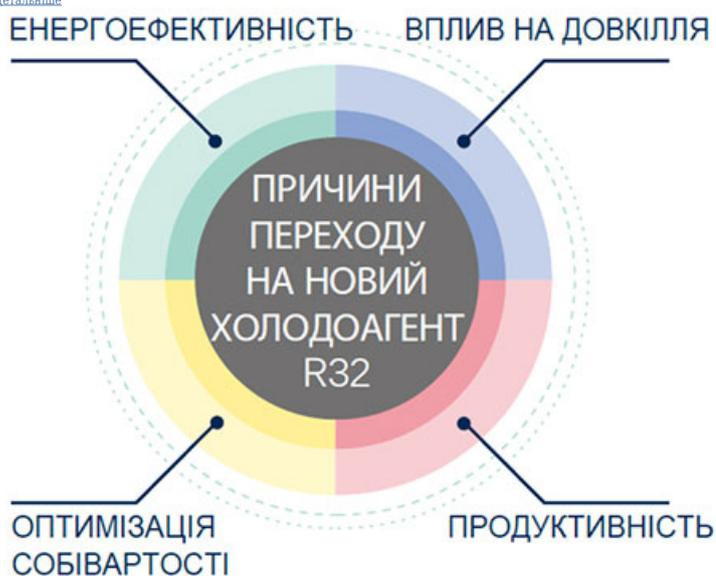 ЕНЕРГОЕФЕКТИВНІСТЬ
ВПЛИВ НА ДОВКІЛЛЯ
ПРИЧИНИ
ПЕРЕХОДУ
НА НОВИЙ
ХОЛОДОАГЕНТ
R32
ОПТИМІЗАЦІЯ
СОБІВАРТОСТІ
ПРОДУКТИВНІСТЬ